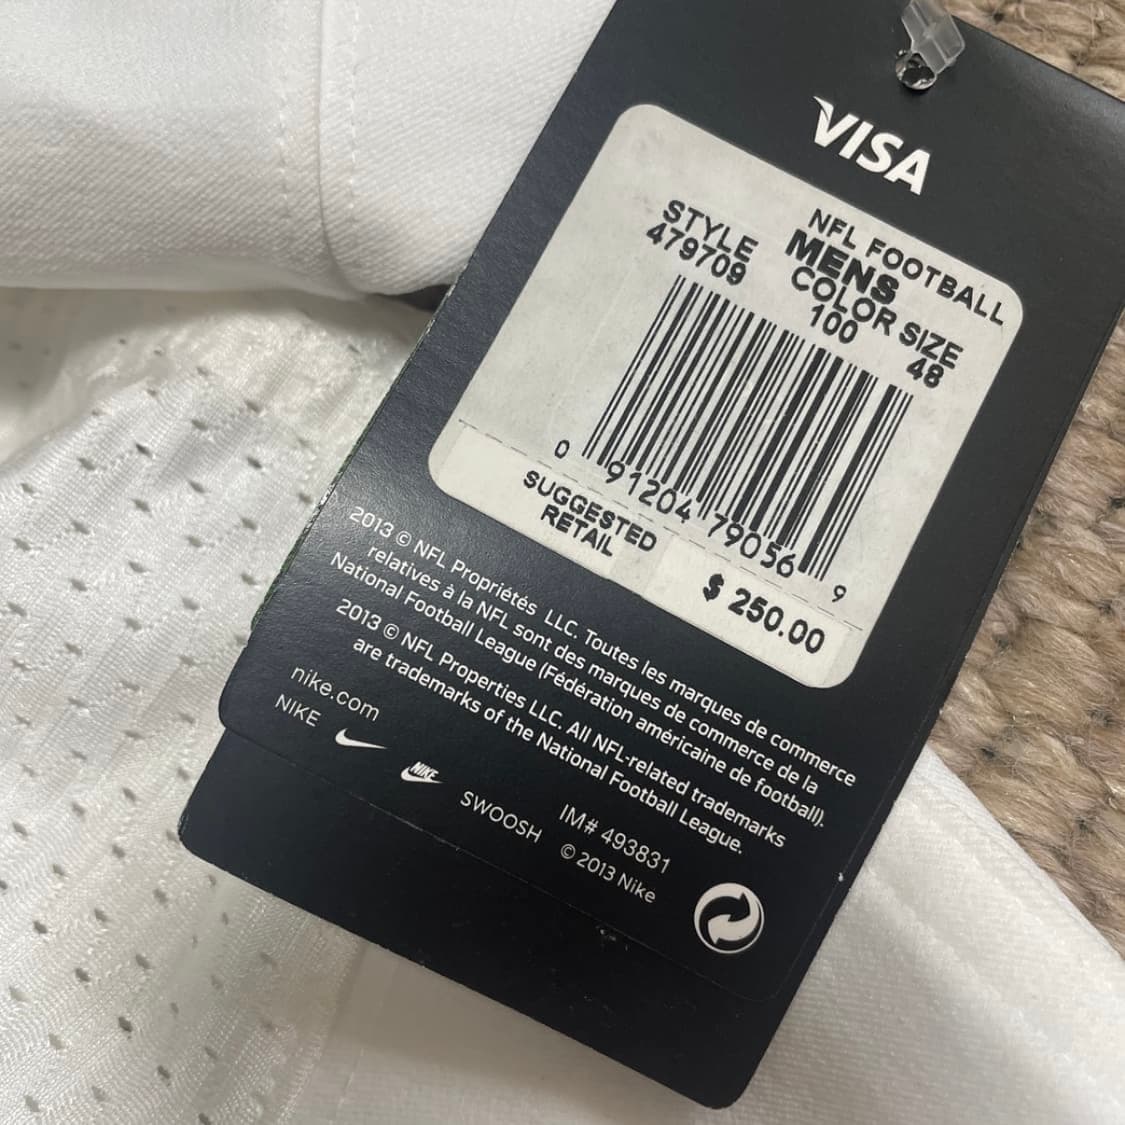 VISA
NFL FOOTBALL
STYLE MENS
479709 COLOR SIZE
100 48
0 91204 79056 9
SUGGESTED
RETAIL
$ 250.00
2013 © NFL Propriétés LLC. Toutes les marques de commerce
relatives à la NFL sont des marques de commerce de la
National Football League (Fédération américaine de football).
2013 © NFL Properties LLC. All NFL-related trademarks
are trademarks of the National Football League.
nike.com
NIKE
NIKE
SWOOSH
IM# 493831
© 2013 Nike